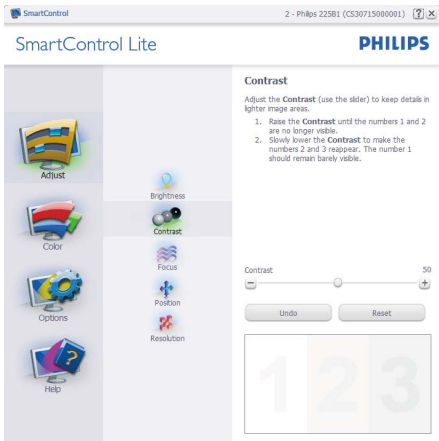 SmartControl
2 - Philips 225B1 (CS30715000001)
SmartControl Lite
PHILIPS
Adjust
Color
Options
Help
Brightness
Contrast
Focus
Position
Resolution
Contrast
Adjust the Contrast (use the slider) to keep details in
lighter image areas.
1. Raise the Contrast until the numbers 1 and 2
are no longer visible.
2. Slowly lower the Contrast to make the
numbers 2 and 3 reappear. The number 1
should remain barely visible.
Contrast 50
Undo Reset
1 2 3